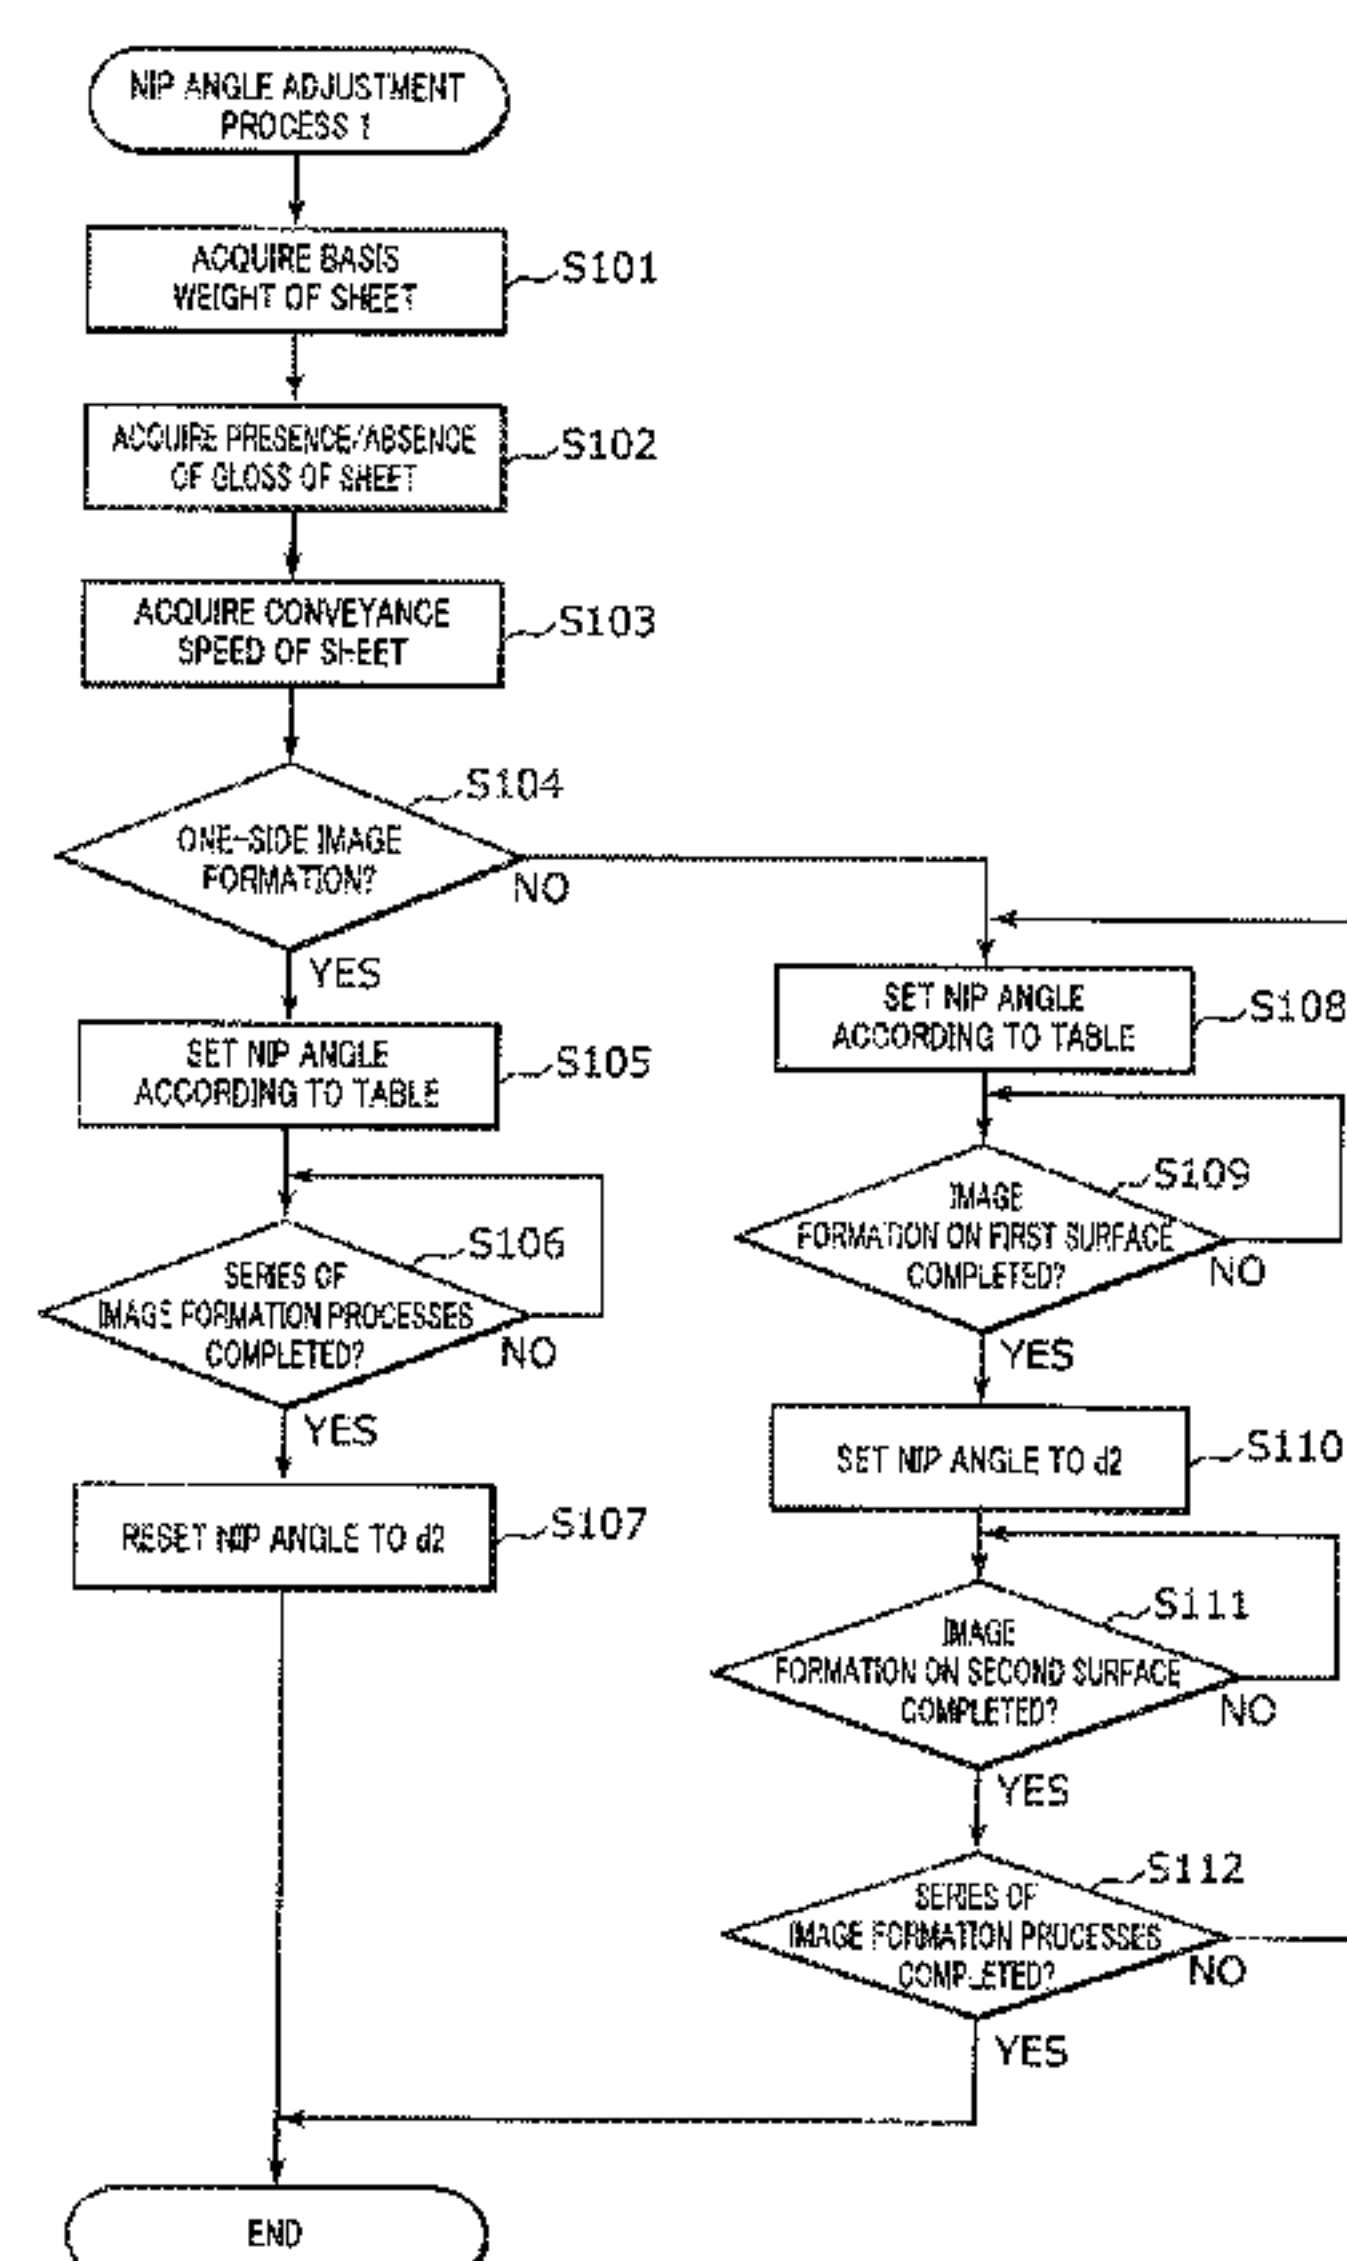 NIP ANGLE ADJUSTMENT
PROCESS 1
ACQUIRE BASIS
WEIGHT OF SHEET
S101
ACQUIRE PRESENCE/ABSENCE
OF GLOSS OF SHEET
S102
ACQUIRE CONVEYANCE
SPEED OF SHEET
S103
S104
ONE-SIDE IMAGE
FORMATION?
NO
YES
SET NIP ANGLE
ACCORDING TO TABLE
S105
S106
SERIES OF
IMAGE FORMATION PROCESSES
COMPLETED?
NO
YES
RESET NIP ANGLE TO d2
S107
SET NIP ANGLE
ACCORDING TO TABLE
S108
S109
IMAGE
FORMATION ON FIRST SURFACE
COMPLETED?
NO
YES
SET NIP ANGLE TO d2
S110
S111
IMAGE
FORMATION ON SECOND SURFACE
COMPLETED?
NO
YES
S112
SERIES OF
IMAGE FORMATION PROCESSES
COMPLETED?
NO
YES
END